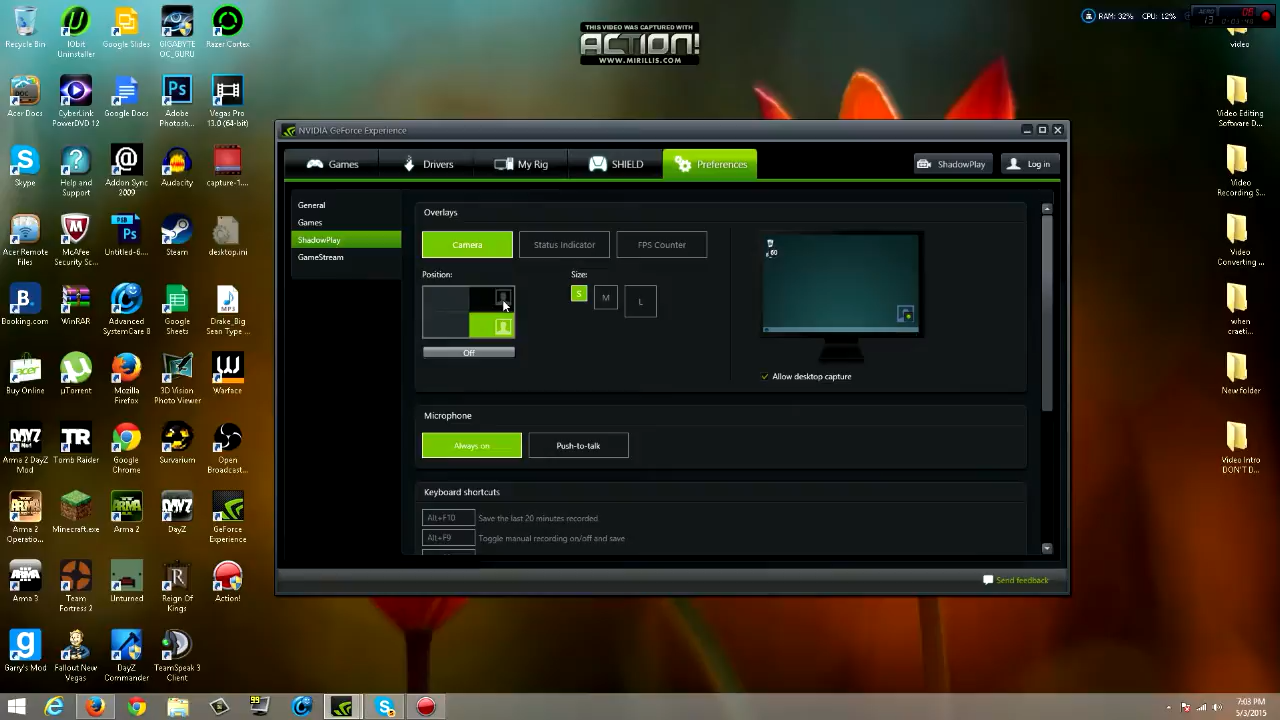 THIS VIDEO WAS CAPTURED WITH
ACTION!
WWW.MIRILLIS.COM
RAM: 32% CPU: 12%
Recycle Bin
IObit
Uninstaller
Google Slides
GIGABYTE
OC_GURU
Razer Cortex
Acer Docs
CyberLink
PowerDVD 12
Google Docs
Adobe
Photosh...
Vegas Pro
13.0 (64-bit)
Skype
Help and
Support
Addon Sync
2009
Audacity
capture-1...
Acer Remote
Files
McAfee
Security Sc...
Untitled-6...
Steam
desktop.ini
Booking.com
WinRAR
Advanced
SystemCare 8
Google
Sheets
Drake_Big
Sean Type ...
Buy Online
µTorrent
Mozilla
Firefox
3D Vision
Photo Viewer
Warface
Arma 2 DayZ
Mod
Tomb Raider
Google
Chrome
Survarium
Open
Broadcast...
Arma 2
Operatio...
Minecraft.exe
Arma 2
DayZ
GeForce
Experience
Arma 3
Team
Fortress 2
Unturned
Reign Of
Kings
Action!
Garry's Mod
Fallout New
Vegas
DayZ
Commander
TeamSpeak 3
Client
NVIDIA GeForce Experience
Games
Drivers
My Rig
SHIELD
Preferences
ShadowPlay
Log in
General
Games
ShadowPlay
GameStream
Overlays
Camera
Status Indicator
FPS Counter
Position:
Size:
S
M
L
60
Off
Allow desktop capture
Microphone
Always on
Push-to-talk
Keyboard shortcuts
Alt+F10 Save the last 20 minutes recorded
Alt+F9 Toggle manual recording on/off and save
Send feedback
video
Video Editing
Software D...
Video
Recording S...
Video
Converting ...
when
craeti...
New folder
Video Intro
DON'T D...
7:03 PM
5/3/2015